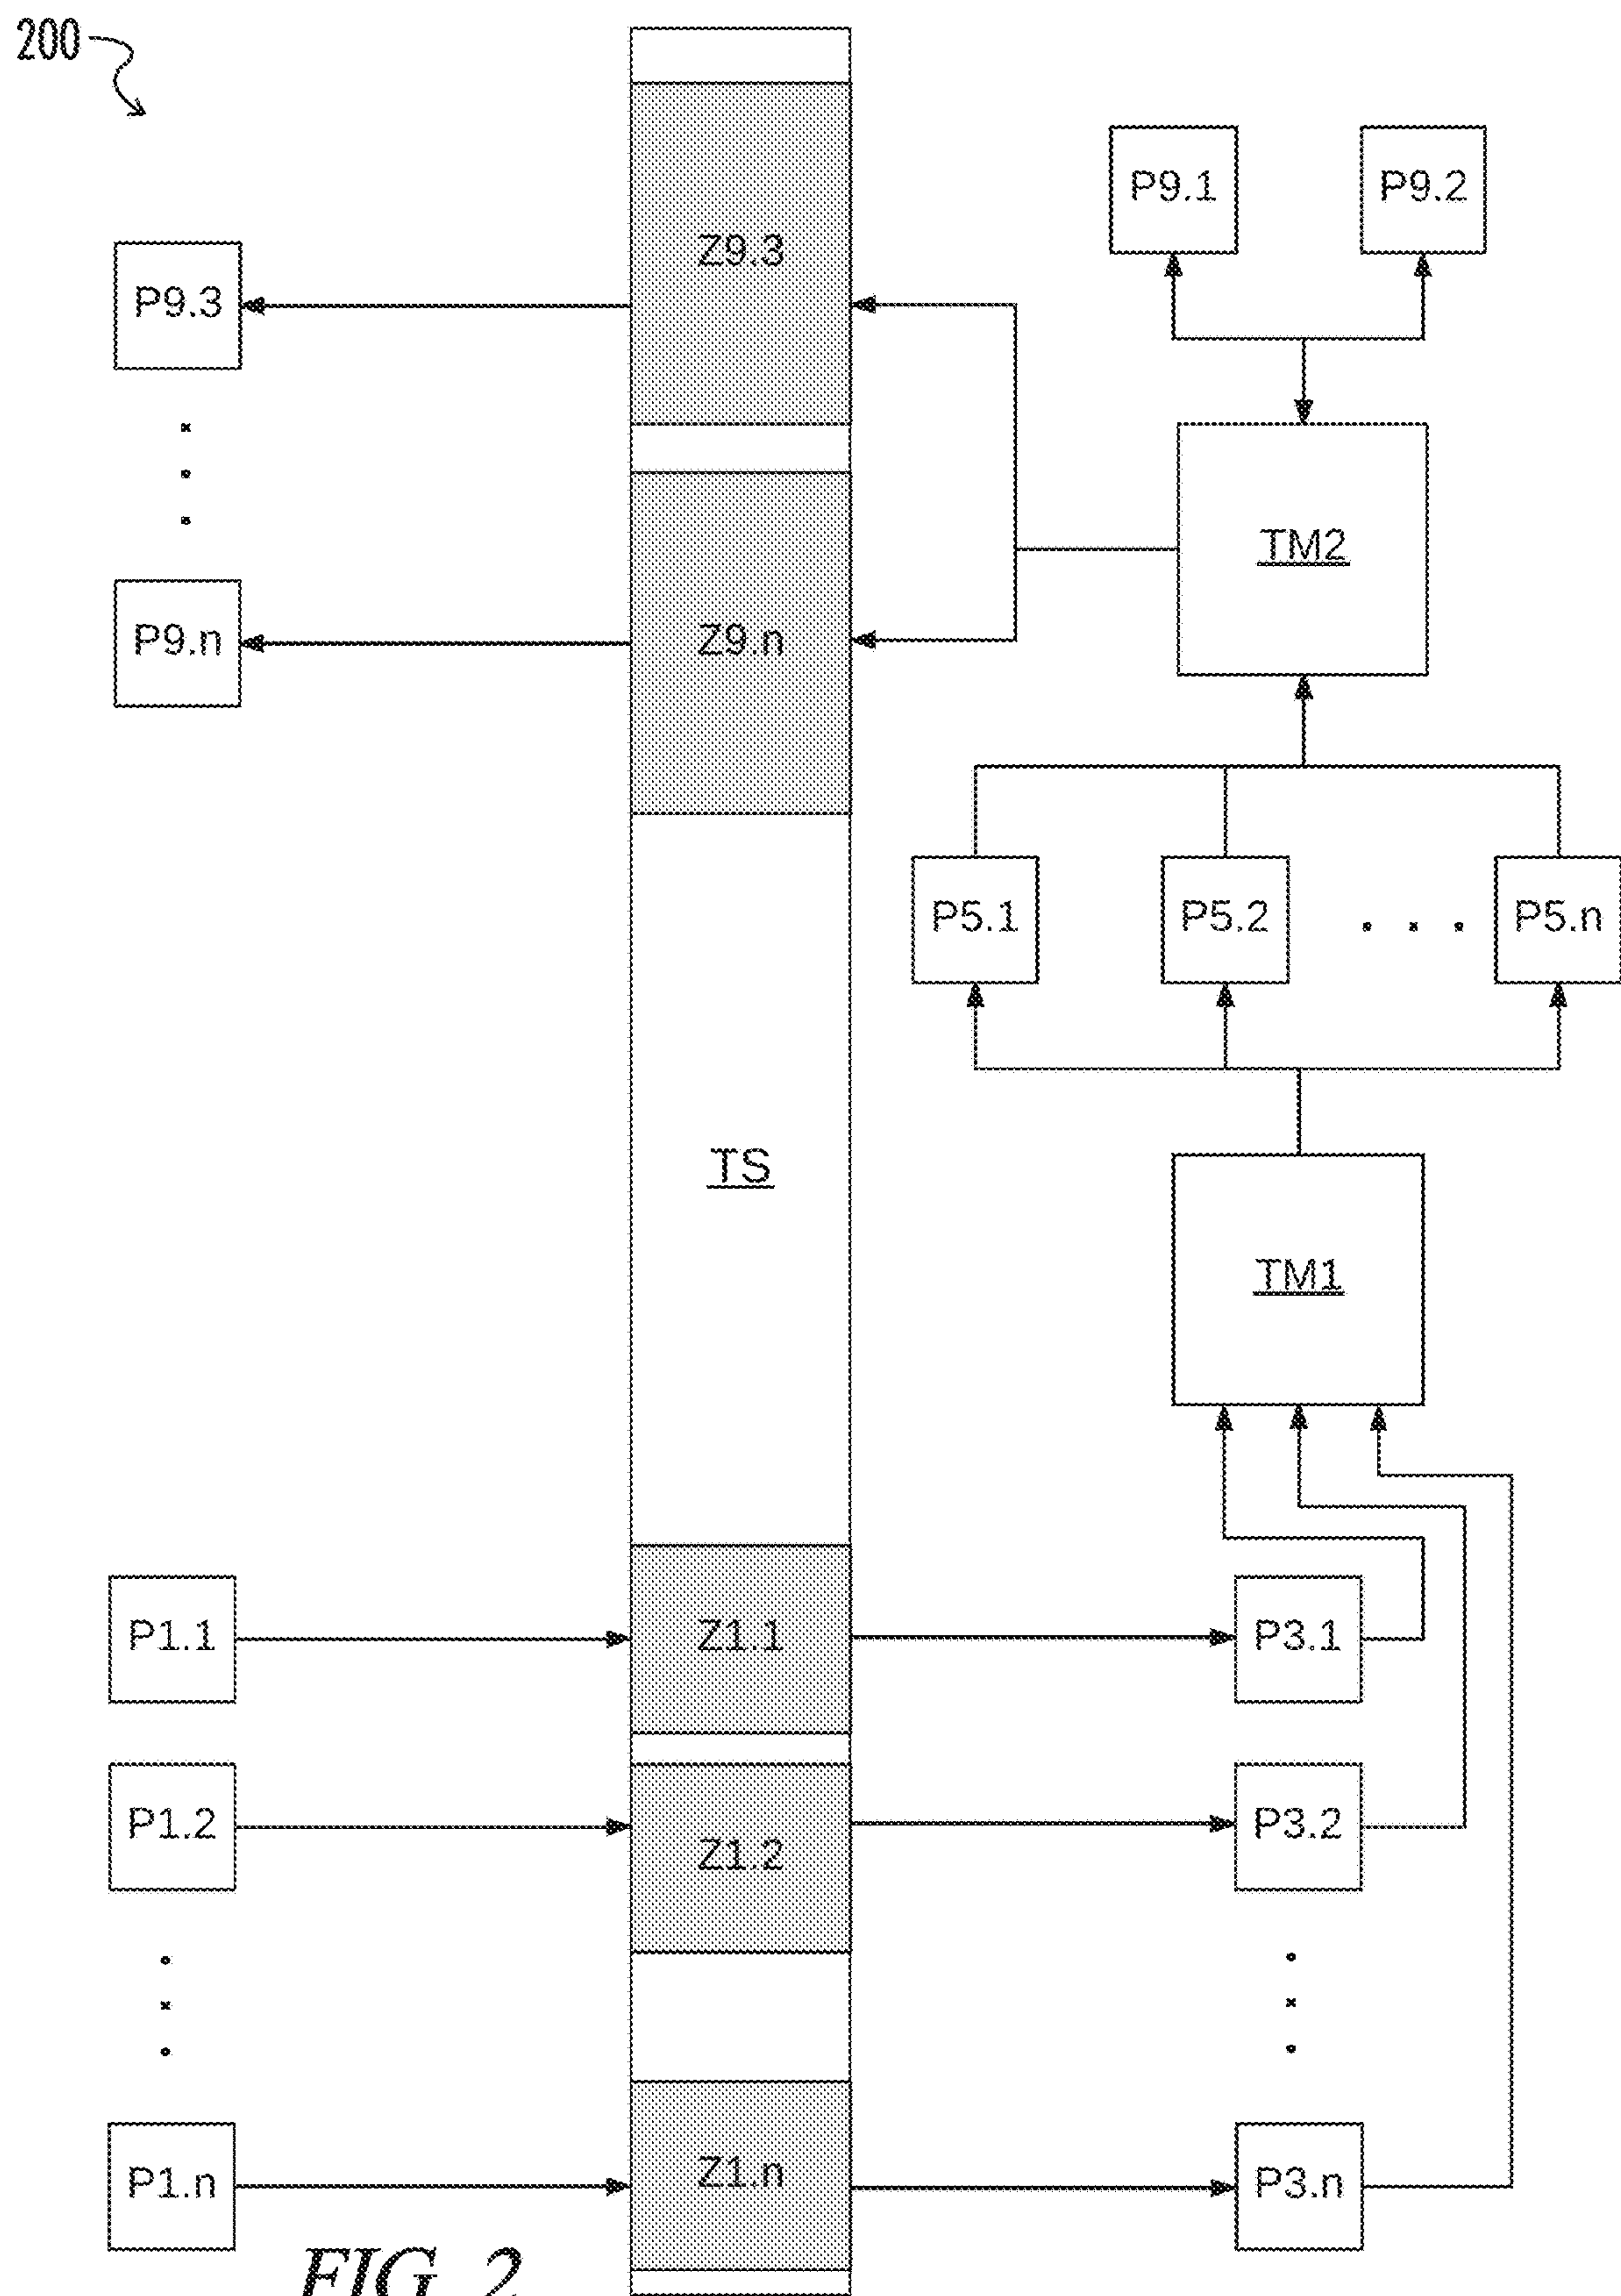 200
P9.1
P9.2
Z9.3
P9.3
TM2
Z9.n
P9.n
P5.1
P5.2
P5.n
TS
TM1
P1.1
Z1.1
P3.1
P1.2
Z1.2
P3.2
P1.n
Z1.n
P3.n
FIG. 2